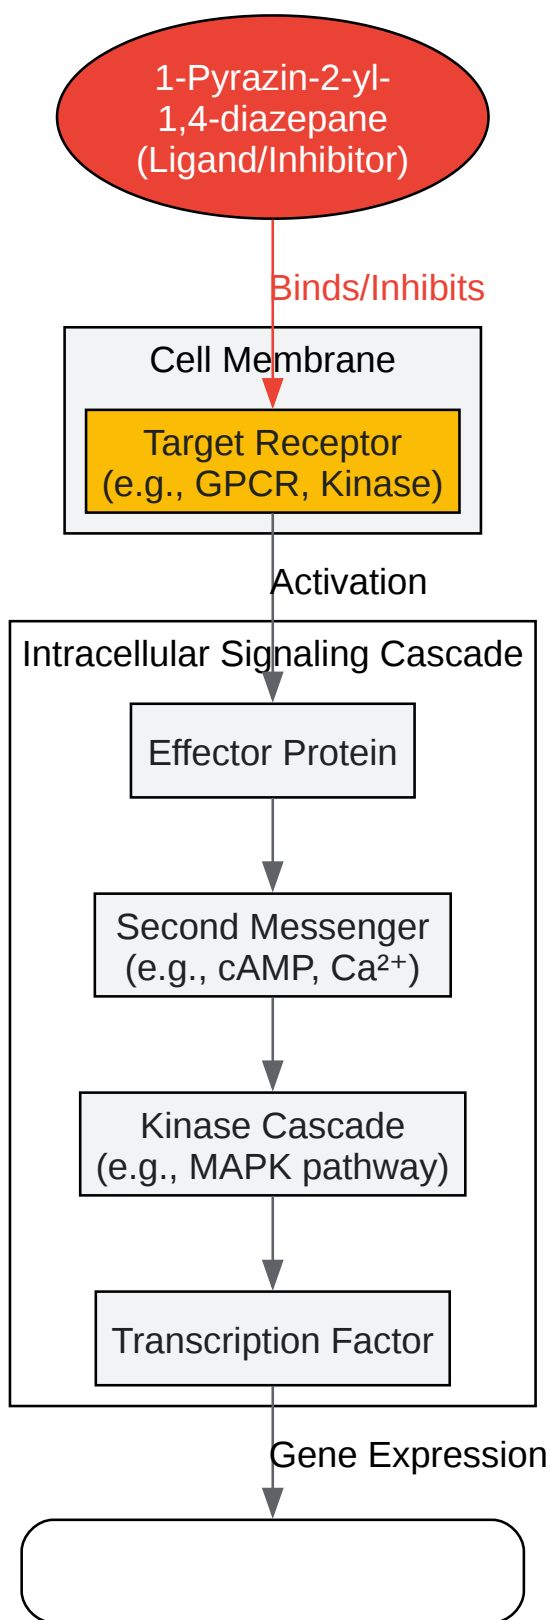 1-Pyrazin-2-yl-
1,4-diazepane
(Ligand/Inhibitor)
Binds/Inhibits
Cell Membrane
Target Receptor
(e.g., GPCR, Kinase)
Activation
Intracellular Signaling Cascade
Effector Protein
Second Messenger
(e.g., cAMP, Ca²⁺)
Kinase Cascade
(e.g., MAPK pathway)
Transcription Factor
Gene Expression